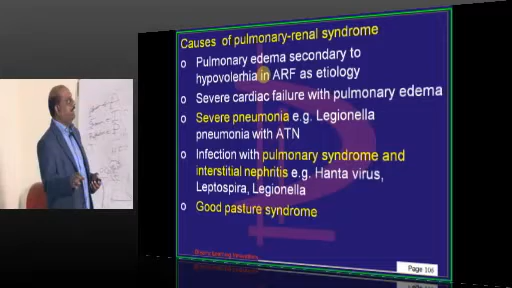 Causes of pulmonary-renal syndrome
o Pulmonary edema secondary to
hypovolerhia in ARF as etiology
o Severe cardiac failure with pulmonary edema
o Severe pneumonia e.g. Legionella
pneumonia with ATN
o Infection with pulmonary syndrome and
interstitial nephritis e.g. Hanta virus,
Leptospira, Legionella
o Good pasture syndrome
Page 106